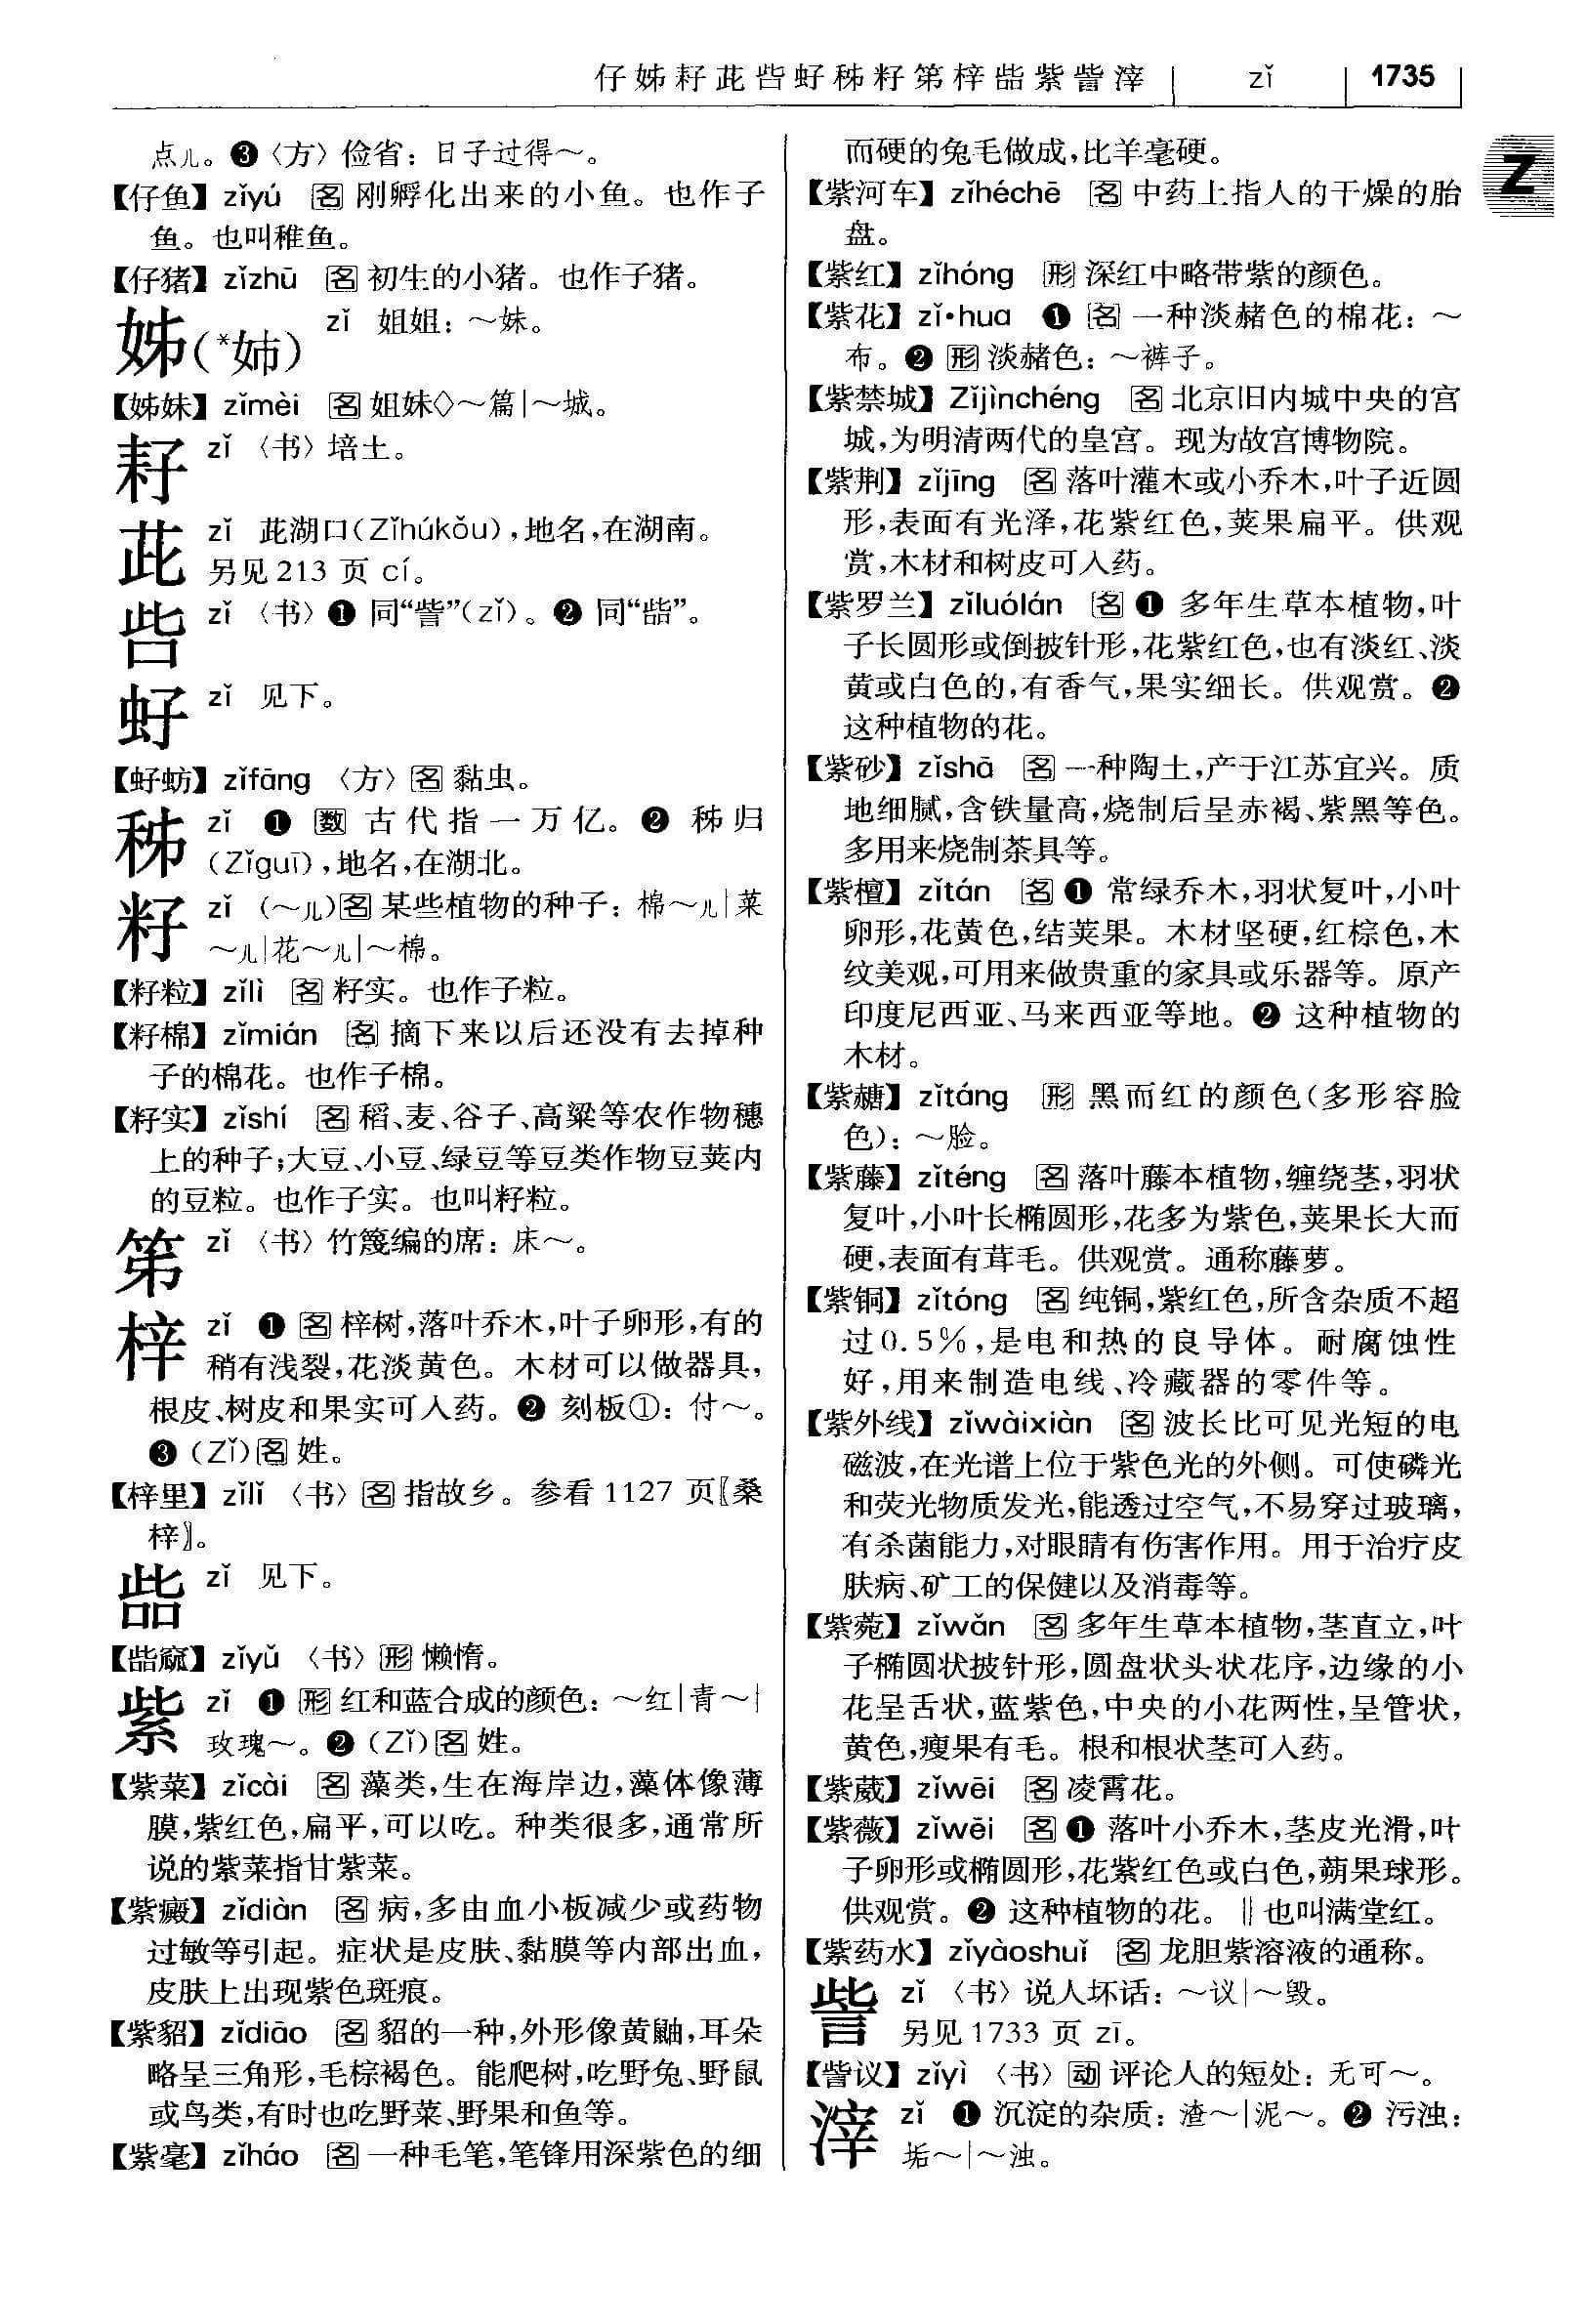 仔姊耔茈呰虸秭籽笫梓啙紫訾滓 zǐ 1735
Z
点儿。❸〈方〉俭省：日子过得～。
【仔鱼】zǐyú 名 刚孵化出来的小鱼。也作子
鱼。也叫稚鱼。
【仔猪】zǐzhū 名 初生的小猪。也作子猪。
姊(*姉) zǐ 姐姐：～妹。
【姊妹】zǐmèi 名 姐妹◇～篇|～城。
耔 zǐ 〈书〉培土。
茈 zǐ 茈湖口(Zǐhúkǒu)，地名，在湖南。
另见213 页 cí。
呰 zǐ 〈书〉❶ 同“訾”(zǐ)。❷ 同“啙”。
虸 zǐ 见下。
【虸蚄】zǐfāng 〈方〉名 黏虫。
秭 zǐ ❶ 数 古代指一万亿。❷ 秭归
(Zǐguī)，地名，在湖北。
籽 zǐ (～儿)名 某些植物的种子：棉～儿|菜
～儿|花～儿|～棉。
【籽粒】zǐlì 名 籽实。也作子粒。
【籽棉】zǐmián 名 摘下来以后还没有去掉种
子的棉花。也作子棉。
【籽实】zǐshí 名 稻、麦、谷子、高粱等农作物穗
上的种子;大豆、小豆、绿豆等豆类作物豆荚内
的豆粒。也作子实。也叫籽粒。
笫 zǐ 〈书〉竹篾编的席：床～。
梓 zǐ ❶ 名 梓树，落叶乔木，叶子卵形，有的
稍有浅裂，花淡黄色。木材可以做器具，
根皮、树皮和果实可入药。❷ 刻板①：付～。
❸ (Zǐ)名 姓。
【梓里】zǐlǐ 〈书〉名 指故乡。参看 1127 页〖桑
梓〗。
啙 zǐ 见下。
【啙窳】zǐyǔ 〈书〉形 懒惰。
紫 zǐ ❶ 形 红和蓝合成的颜色：～红|青～|
玫瑰～。❷ (Zǐ)名 姓。
【紫菜】zǐcài 名 藻类，生在海岸边，藻体像薄
膜，紫红色，扁平，可以吃。种类很多，通常所
说的紫菜指甘紫菜。
【紫癜】zǐdiàn 名 病，多由血小板减少或药物
过敏等引起。症状是皮肤、黏膜等内部出血，
皮肤上出现紫色斑痕。
【紫貂】zǐdiāo 名 貂的一种，外形像黄鼬，耳朵
略呈三角形，毛棕褐色。能爬树，吃野兔、野鼠
或鸟类，有时也吃野菜、野果和鱼等。
【紫毫】zǐháo 名 一种毛笔，笔锋用深紫色的细
而硬的兔毛做成，比羊毫硬。
【紫河车】zǐhéchē 名 中药上指人的干燥的胎
盘。
【紫红】zǐhóng 形 深红中略带紫的颜色。
【紫花】zǐ·hua ❶ 名 一种淡赭色的棉花：～
布。❷ 形 淡赭色：～裤子。
【紫禁城】Zǐjìnchéng 名 北京旧内城中央的宫
城，为明清两代的皇宫。现为故宫博物院。
【紫荆】zǐjīng 名 落叶灌木或小乔木，叶子近圆
形，表面有光泽，花紫红色，荚果扁平。供观
赏，木材和树皮可入药。
【紫罗兰】zǐluólán 名 ❶ 多年生草本植物，叶
子长圆形或倒披针形，花紫红色，也有淡红、淡
黄或白色的，有香气，果实细长。供观赏。❷
这种植物的花。
【紫砂】zǐshā 名 一种陶土，产于江苏宜兴。质
地细腻，含铁量高，烧制后呈赤褐、紫黑等色。
多用来烧制茶具等。
【紫檀】zǐtán 名 ❶ 常绿乔木，羽状复叶，小叶
卵形，花黄色，结荚果。木材坚硬，红棕色，木
纹美观，可用来做贵重的家具或乐器等。原产
印度尼西亚、马来西亚等地。❷ 这种植物的
木材。
【紫䵘】zǐtáng 形 黑而红的颜色(多形容脸
色)：～脸。
【紫藤】zǐténg 名 落叶藤本植物，缠绕茎，羽状
复叶，小叶长椭圆形，花多为紫色，荚果长大而
硬，表面有茸毛。供观赏。通称藤萝。
【紫铜】zǐtóng 名 纯铜，紫红色，所含杂质不超
过0.5％，是电和热的良导体。耐腐蚀性
好，用来制造电线、冷藏器的零件等。
【紫外线】zǐwàixiàn 名 波长比可见光短的电
磁波，在光谱上位于紫色光的外侧。可使磷光
和荧光物质发光，能透过空气，不易穿过玻璃，
有杀菌能力，对眼睛有伤害作用。用于治疗皮
肤病、矿工的保健以及消毒等。
【紫菀】zǐwǎn 名 多年生草本植物，茎直立，叶
子椭圆状披针形，圆盘状头状花序，边缘的小
花呈舌状，蓝紫色，中央的小花两性，呈管状，
黄色，瘦果有毛。根和根状茎可入药。
【紫葳】zǐwēi 名 凌霄花。
【紫薇】zǐwēi 名 ❶ 落叶小乔木，茎皮光滑，叶
子卵形或椭圆形，花紫红色或白色，蒴果球形。
供观赏。❷ 这种植物的花。‖也叫满堂红。
【紫药水】zǐyàoshuǐ 名 龙胆紫溶液的通称。
訾 zǐ 〈书〉说人坏话：～议|～毁。
另见1733 页 zī。
【訾议】zǐyì 〈书〉动 评论人的短处：无可～。
滓 zǐ ❶ 沉淀的杂质：渣～|泥～。❷ 污浊：
垢～|～浊。